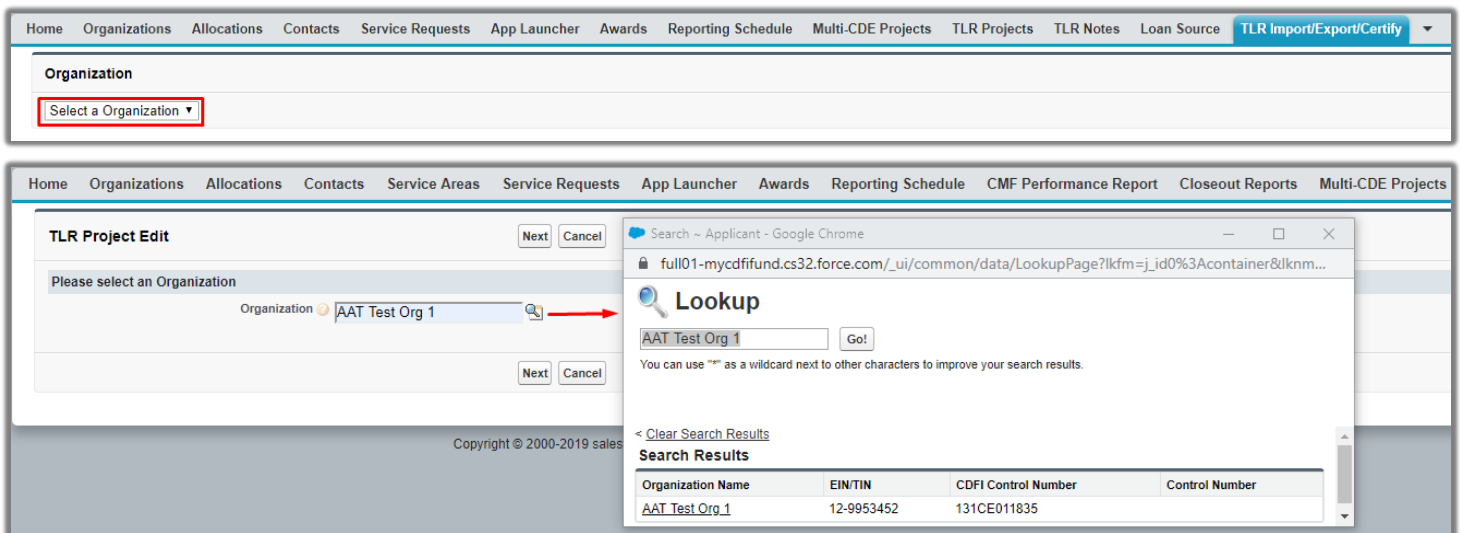 Home Organizations Allocations Contacts Service Requests App Launcher Awards Reporting Schedule Multi-CDE Projects TLR Projects TLR Notes Loan Source TLR Import/Export/Certify
Organization
Select a Organization
Home Organizations Allocations Contacts Service Areas Service Requests App Launcher Awards Reporting Schedule CMF Performance Report Closeout Reports Multi-CDE Projects
TLR Project Edit
Next Cancel
Please select an Organization
Organization AAT Test Org 1
Next Cancel
Copyright © 2000-2019 sales
Search ~ Applicant - Google Chrome
full01-mycdfifund.cs32.force.com/_ui/common/data/LookupPage?lkfm=j_id0%3Acontainer&lknm...
Lookup
AAT Test Org 1 Go!
You can use "*" as a wildcard next to other characters to improve your search results.
< Clear Search Results
Search Results
Organization Name EIN/TIN CDFI Control Number Control Number
AAT Test Org 1 12-9953452 131CE011835